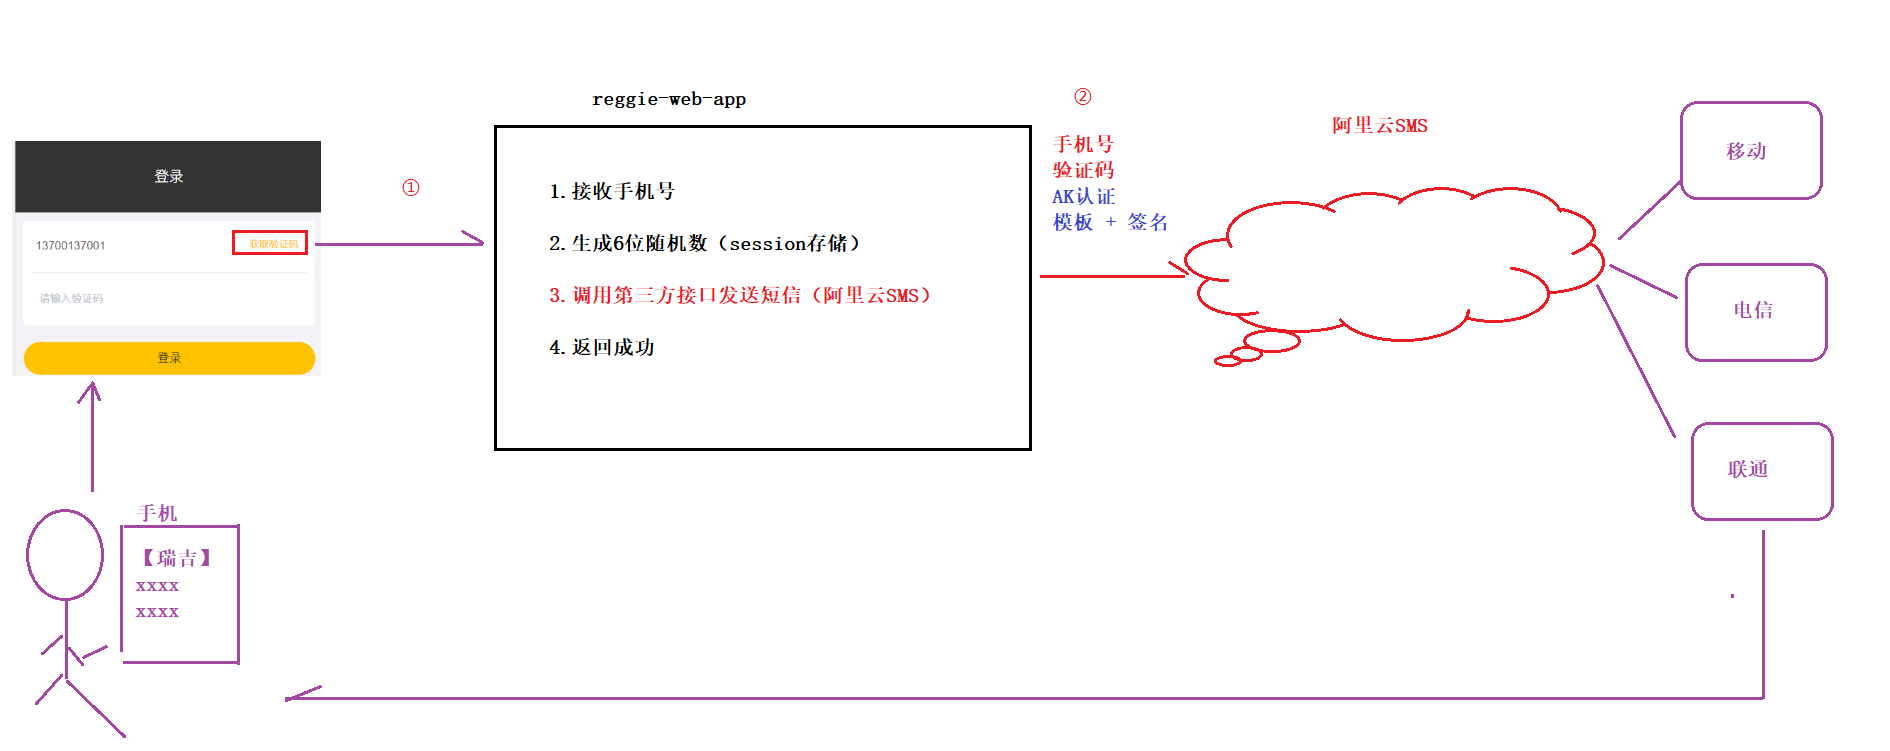 reggie-web-app
登录
13700137001
获取验证码
请输入验证码
登录
①
1.接收手机号
2.生成6位随机数（session存储）
3.调用第三方接口发送短信（阿里云SMS）
4.返回成功
②
手机号
验证码
AK认证
模板 + 签名
阿里云SMS
移动
电信
联通
手机
【瑞吉】
xxxx
xxxx